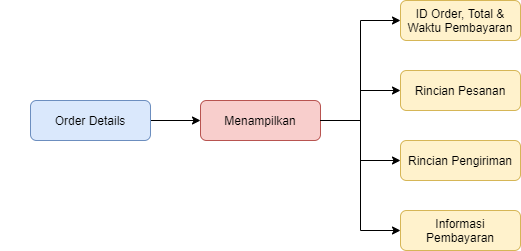 ID Order, Total &
Waktu Pembayaran
Rincian Pesanan
Order Details
Menampilkan
Rincian Pengiriman
Informasi
Pembayaran